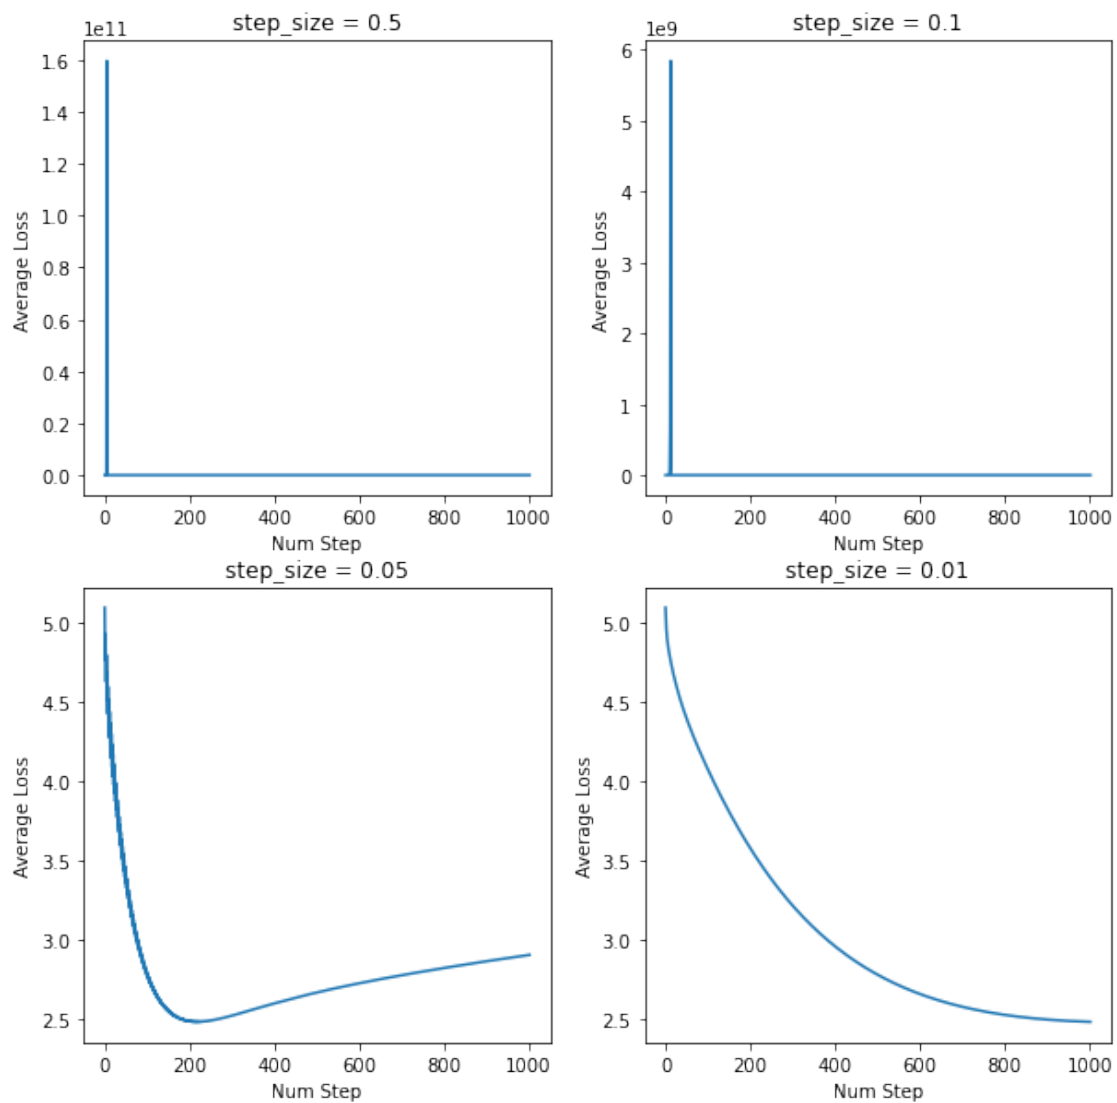 step_size = 0.5
1e11
1.6
1.4
1.2
1.0
0.8
0.6
0.4
0.2
0.0
Average Loss
0 200 400 600 800 1000
Num Step
step_size = 0.1
1e9
6
5
4
3
2
1
0
Average Loss
0 200 400 600 800 1000
Num Step
step_size = 0.05
5.0
4.5
4.0
3.5
3.0
2.5
Average Loss
0 200 400 600 800 1000
Num Step
step_size = 0.01
5.0
4.5
4.0
3.5
3.0
2.5
Average Loss
0 200 400 600 800 1000
Num Step